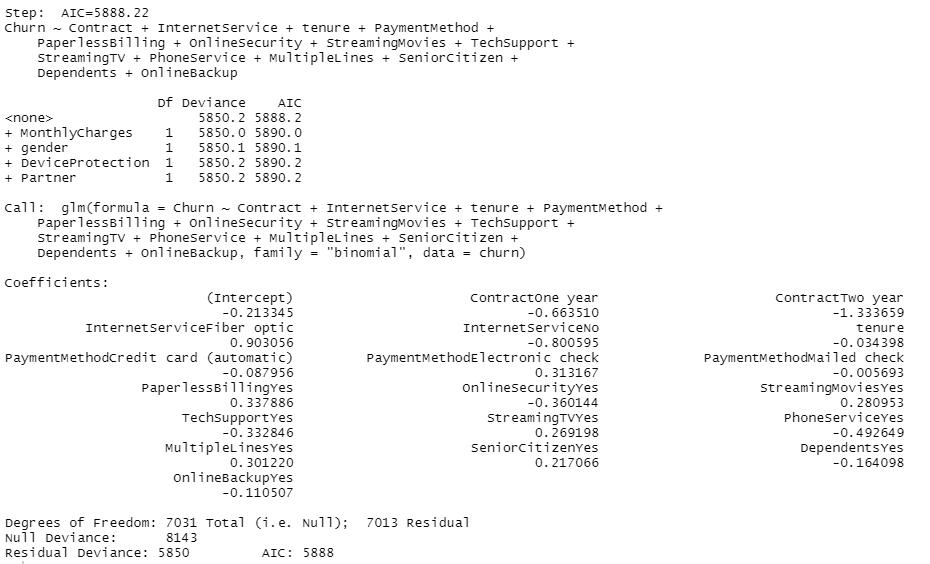 Step:  AIC=5888.22
Churn ~ Contract + InternetService + tenure + PaymentMethod +
    PaperlessBilling + OnlineSecurity + StreamingMovies + TechSupport +
    StreamingTV + PhoneService + MultipleLines + SeniorCitizen +
    Dependents + OnlineBackup
                   Df Deviance    AIC
<none>                  5850.2 5888.2
+ MonthlyCharges    1   5850.0 5890.0
+ gender            1   5850.1 5890.1
+ DeviceProtection  1   5850.2 5890.2
+ Partner           1   5850.2 5890.2
Call:  glm(formula = Churn ~ Contract + InternetService + tenure + PaymentMethod +
    PaperlessBilling + OnlineSecurity + StreamingMovies + TechSupport +
    StreamingTV + PhoneService + MultipleLines + SeniorCitizen +
    Dependents + OnlineBackup, family = "binomial", data = churn)
Coefficients:
(Intercept) ContractOne year ContractTwo year
-0.213345 -0.663510 -1.333659
InternetServiceFiber optic InternetServiceNo tenure
0.903056 -0.800595 -0.034398
PaymentMethodCredit card (automatic) PaymentMethodElectronic check PaymentMethodMailed check
-0.087956 0.313167 -0.005693
PaperlessBillingYes OnlineSecurityYes StreamingMoviesYes
0.337886 -0.360144 0.280953
TechSupportYes StreamingTVYes PhoneServiceYes
-0.332846 0.269198 -0.492649
MultipleLinesYes SeniorCitizenYes DependentsYes
0.301220 0.217066 -0.164098
OnlineBackupYes
-0.110507
Degrees of Freedom: 7031 Total (i.e. Null);  7013 Residual
Null Deviance:      8143
Residual Deviance: 5850         AIC: 5888